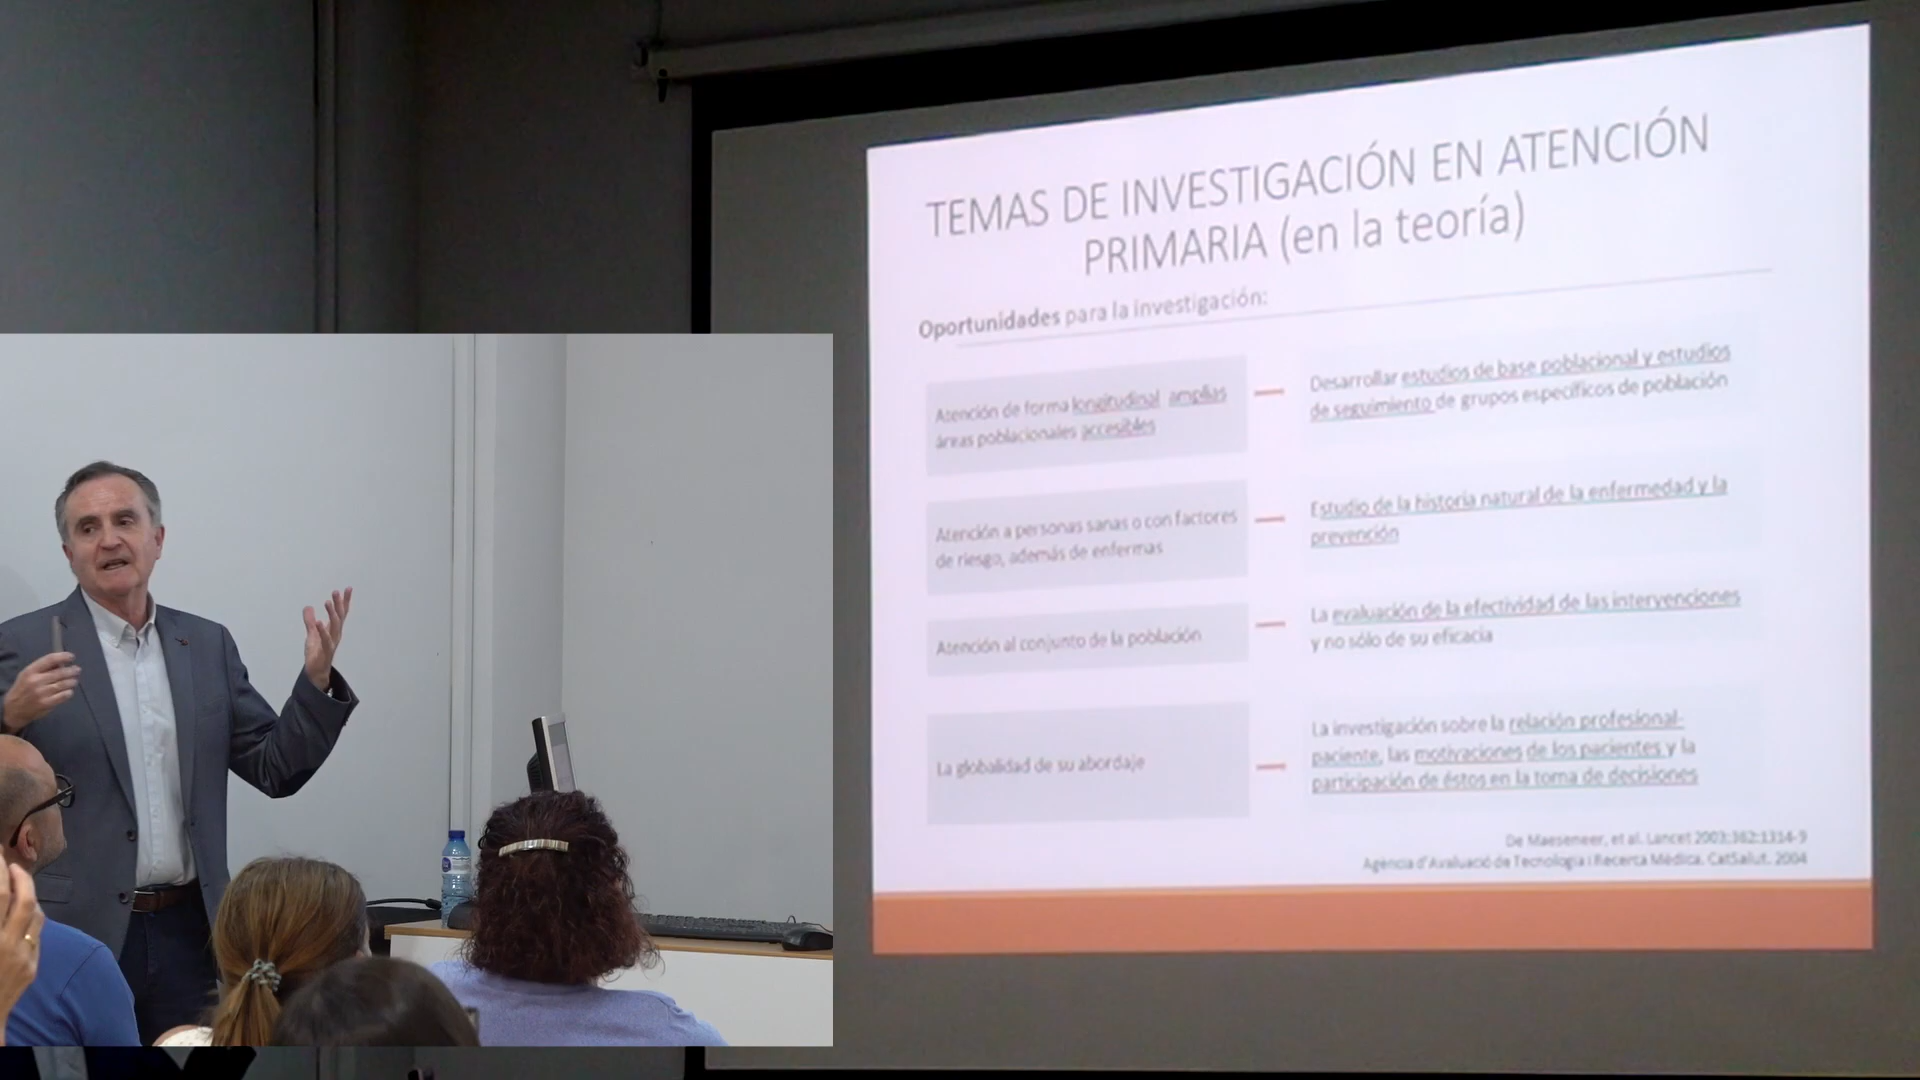 TEMAS DE INVESTIGACIÓN EN ATENCIÓN
PRIMARIA (en la teoría)
Oportunidades para la investigación:
Atención de forma longitudinal amplias
áreas poblacionales accesibles
Desarrollar estudios de base poblacional y estudios
de seguimiento de grupos específicos de población
Atención a personas sanas o con factores
de riesgo, además de enfermas
Estudio de la historia natural de la enfermedad y la
prevención
Atención al conjunto de la población
La evaluación de la efectividad de las intervenciones
y no sólo de su eficacia
La globalidad de su abordaje
La investigación sobre la relación profesional-
paciente, las motivaciones de los pacientes y la
participación de éstos en la toma de decisiones
De Maeseneer, et al. Lancet 2003;362:1314-9
Agència d'Avaluació de Tecnologia i Recerca Mèdica. CatSalut. 2004